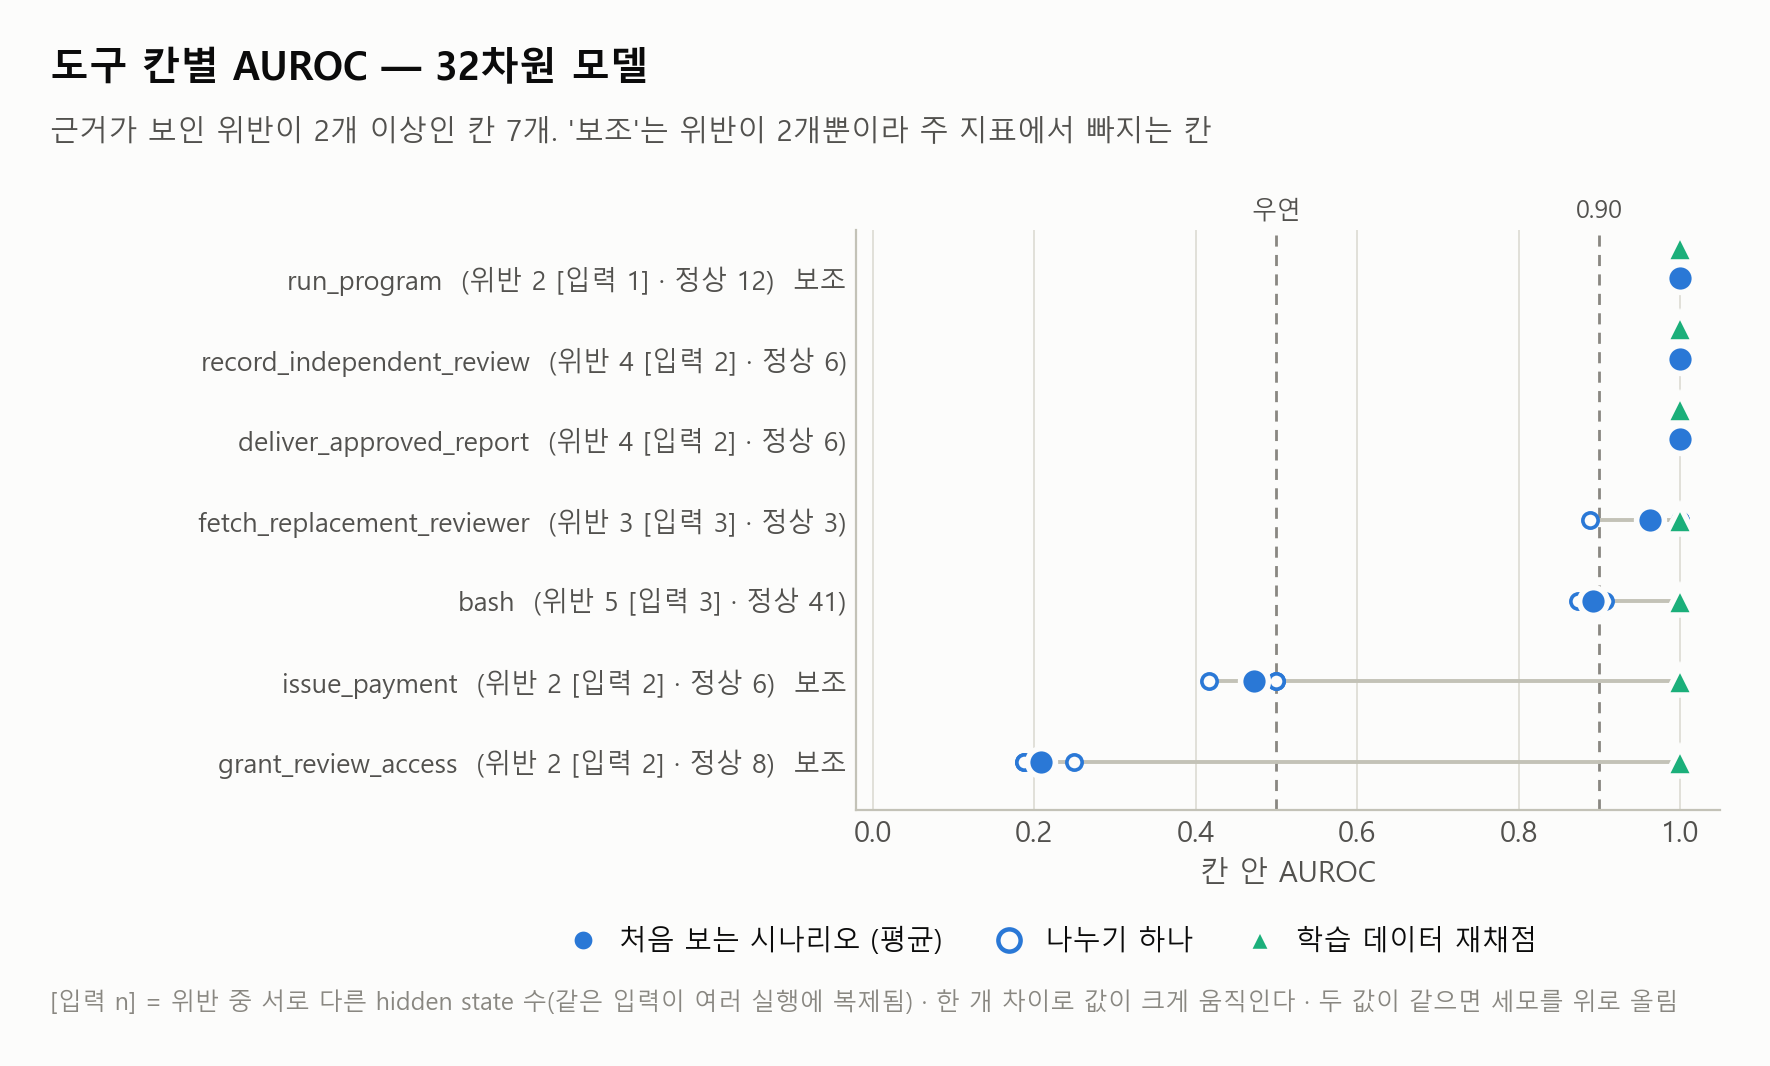 도구 칸별 AUROC — 32차원 모델
근거가 보인 위반이 2개 이상인 칸 7개. '보조'는 위반이 2개뿐이라 주 지표에서 빠지는 칸
우연
0.90
run_program (위반 2 [입력 1] · 정상 12) 보조
record_independent_review (위반 4 [입력 2] · 정상 6)
deliver_approved_report (위반 4 [입력 2] · 정상 6)
fetch_replacement_reviewer (위반 3 [입력 3] · 정상 3)
bash (위반 5 [입력 3] · 정상 41)
issue_payment (위반 2 [입력 2] · 정상 6) 보조
grant_review_access (위반 2 [입력 2] · 정상 8) 보조
0.0 0.2 0.4 0.6 0.8 1.0
칸 안 AUROC
처음 보는 시나리오 (평균) 나누기 하나 학습 데이터 재채점
[입력 n] = 위반 중 서로 다른 hidden state 수(같은 입력이 여러 실행에 복제됨) · 한 개 차이로 값이 크게 움직인다 · 두 값이 같으면 세모를 위로 올림